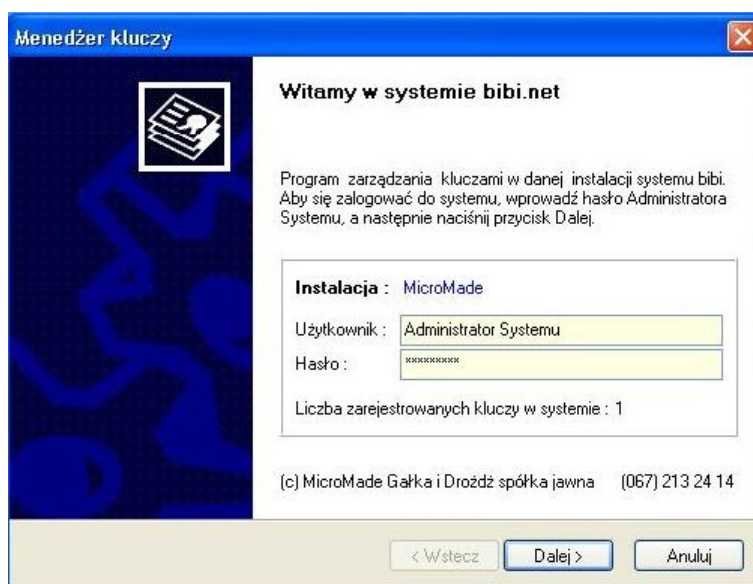 Menedżer kluczy
Witamy w systemie bibi.net
Program zarządzania kluczami w danej instalacji systemu bibi.
Aby się zalogować do systemu, wprowadź hasło Administratora
Systemu, a następnie naciśnij przycisk Dalej.
Instalacja : MicroMade
Użytkownik : Administrator Systemu
Hasło : *********
Liczba zarejestrowanych kluczy w systemie : 1
(c) MicroMade Gałka i Drożdż spółka jawna (067) 213 24 14
< Wstecz Dalej > Anuluj